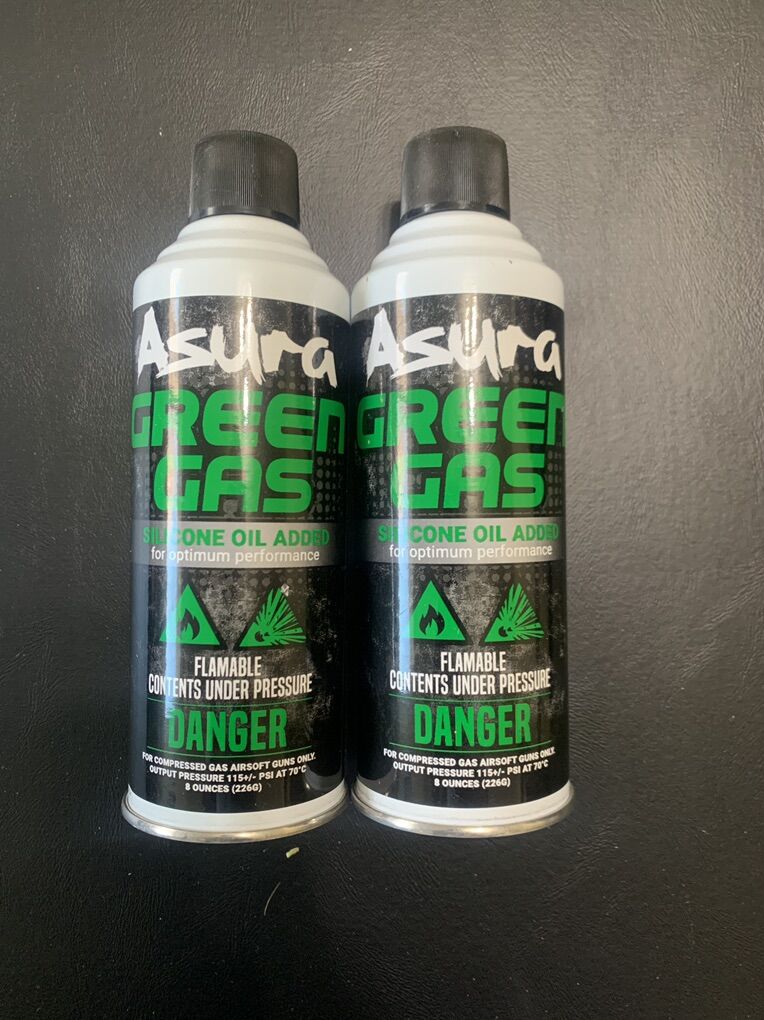 Asura
GREEN
GAS
SILICONE OIL ADDED
for optimum performance
FLAMABLE
CONTENTS UNDER PRESSURE
DANGER
FOR COMPRESSED GAS AIRSOFT GUNS ONLY.
OUTPUT PRESSURE 115+/- PSI AT 70°C
8 OUNCES (226G)
Asura
GREEN
GAS
SILICONE OIL ADDED
for optimum performance
FLAMABLE
CONTENTS UNDER PRESSURE
DANGER
FOR COMPRESSED GAS AIRSOFT GUNS ONLY.
OUTPUT PRESSURE 115+/- PSI AT 70°C
8 OUNCES (226G)